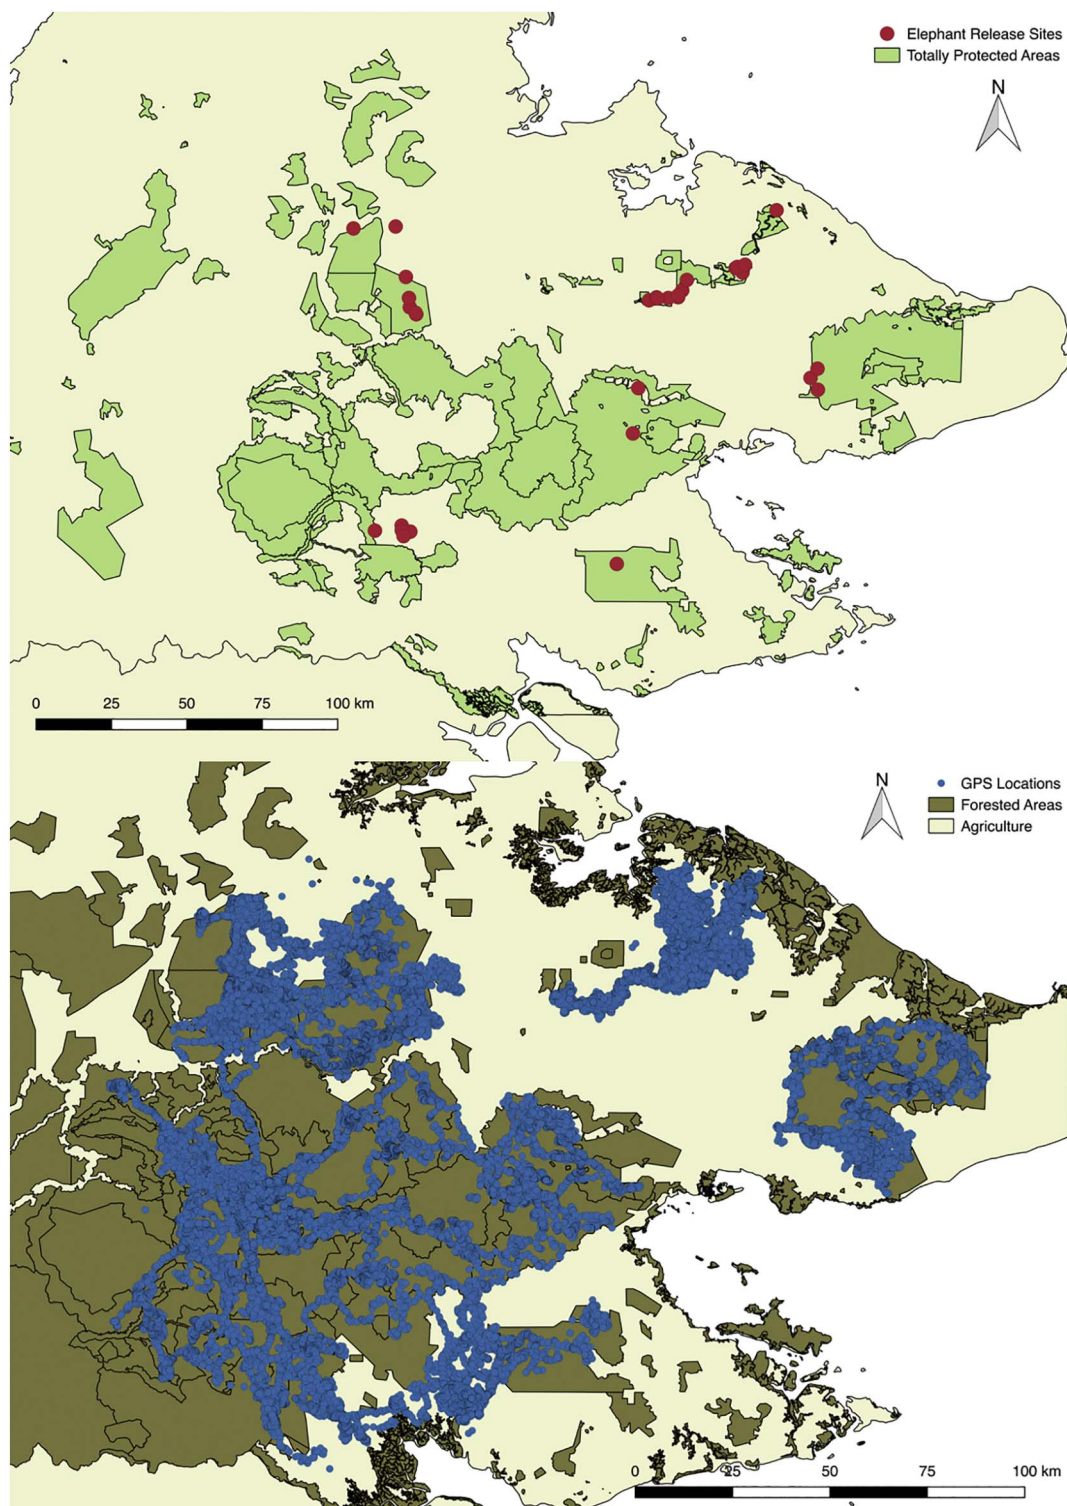 Elephant Release Sites
Totally Protected Areas
N
0 25 50 75 100 km
N
GPS Locations
Forested Areas
Agriculture
0 25 50 75 100 km